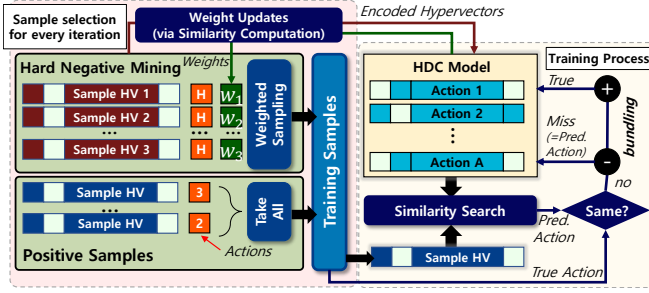 Sample selection
for every iteration
Weight Updates
(via Similarity Computation)
Encoded Hypervectors
Hard Negative Mining
Weights
Sample HV 1
H
w1
Sample HV 2
H
w2
...
...
Sample HV 3
H
w3
Weighted
Sampling
Sample HV
3
...
Sample HV
2
Take
All
Actions
Positive Samples
Training Samples
HDC Model
Action 1
Action 2
...
Action A
Similarity Search
Sample HV
Training Process
True
+
Miss
(=Pred.
Action)
-
bundling
no
Same?
Pred.
Action
True Action